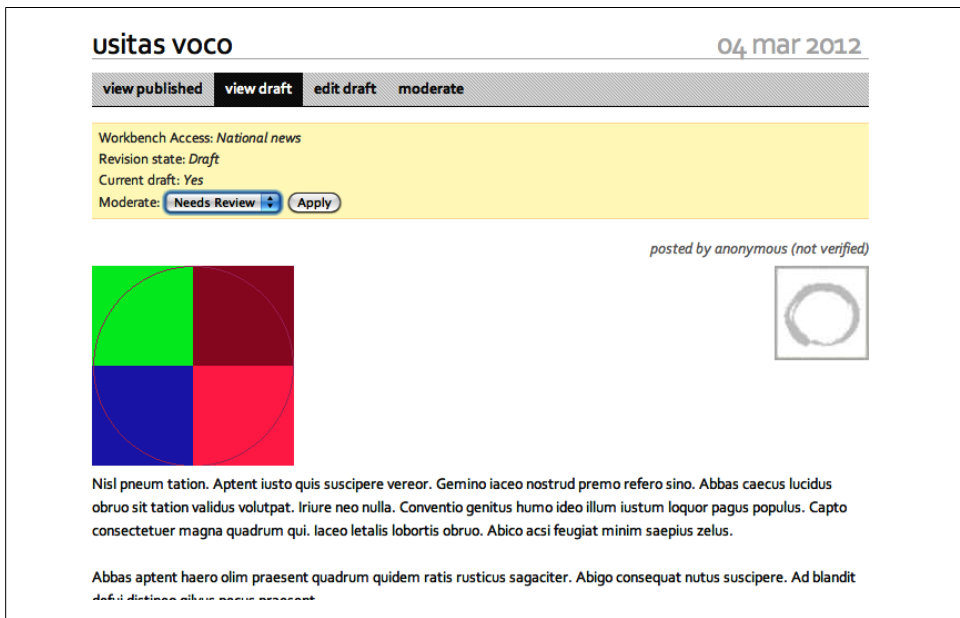 usitas voco 04 mar 2012
view published view draft edit draft moderate
Workbench Access: National news
Revision state: Draft
Current draft: Yes
Moderate: Needs Review Apply
posted by anonymous (not verified)
Nisl pneum tation. Aptent iusto quis suscipere vereor. Gemino iaceo nostrud premo refero sino. Abbas caecus lucidus
obruo sit tation validus volutpat. Iriure neo nulla. Conventio genitus humo ideo illum iustum loquor pagus populus. Capto
consectetuer magna quadrum qui. Iaceo letalis lobortis obruo. Abico acsi feugiat minim saepius zelus.
Abbas aptent haero olim praesent quadrum quidem ratis rusticus sagaciter. Abigo consequat nutus suscipere. Ad blandit